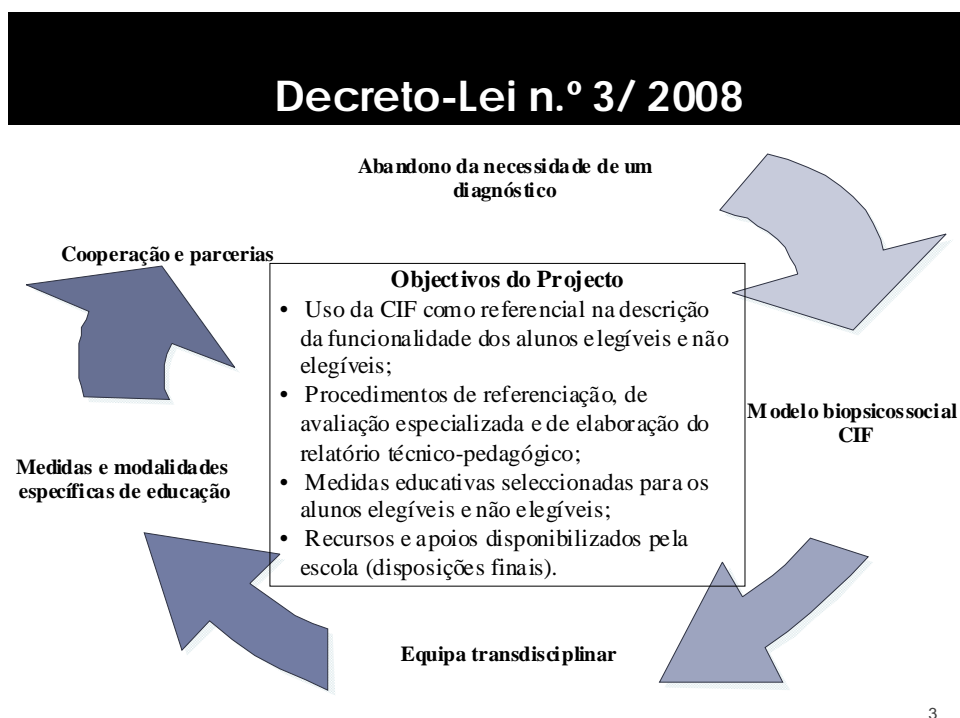 Decreto-Lei n.º 3/ 2008
Abandono da necessidade de um
diagnóstico
Cooperação e parcerias
Objectivos do Projecto
• Uso da CIF como referencial na descrição
da funcionalidade dos alunos elegíveis e não
elegíveis;
• Procedimentos de referenciação, de
avaliação especializada e de elaboração do
relatório técnico-pedagógico;
• Medidas educativas seleccionadas para os
alunos elegíveis e não elegíveis;
• Recursos e apoios disponibilizados pela
escola (disposições finais).
Modelo biopsicossocial
CIF
Medidas e modalidades
específicas de educação
Equipa transdisciplinar
3